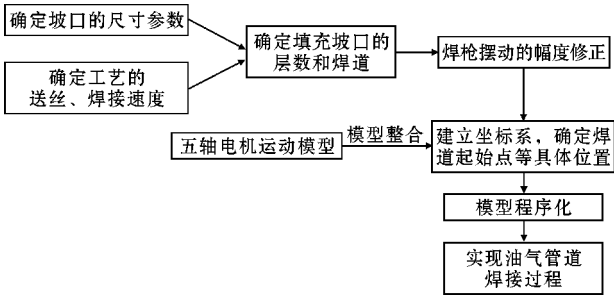 确定坡口的尺寸参数
确定工艺的
送丝、焊接速度
确定填充坡口的
层数和焊道
焊枪摆动的幅度修正
五轴电机运动模型
模型整合
建立坐标系，确定焊
道起始点等具体位置
模型程序化
实现油气管道
焊接过程